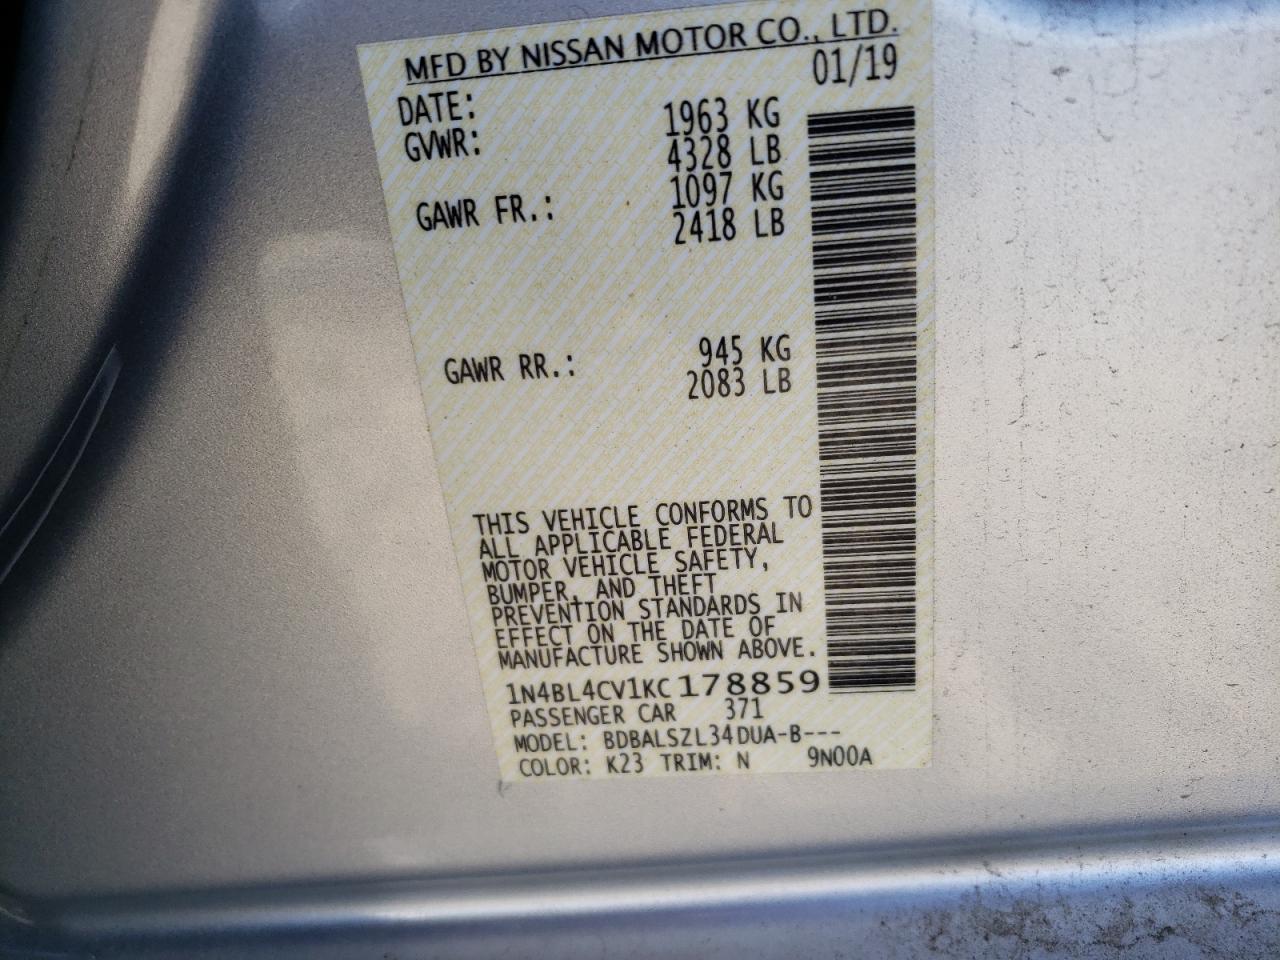 MFD BY NISSAN MOTOR CO., LTD.
DATE: 01/19
GVWR: 1963 KG
4328 LB
GAWR FR.: 1097 KG
2418 LB
GAWR RR.: 945 KG
2083 LB
THIS VEHICLE CONFORMS TO
ALL APPLICABLE FEDERAL
MOTOR VEHICLE SAFETY,
BUMPER, AND THEFT
PREVENTION STANDARDS IN
EFFECT ON THE DATE OF
MANUFACTURE SHOWN ABOVE.
1N4BL4CV1KC178859
PASSENGER CAR 371
MODEL: BDBALSZL34DUA-B---
COLOR: K23 TRIM: N 9N00A